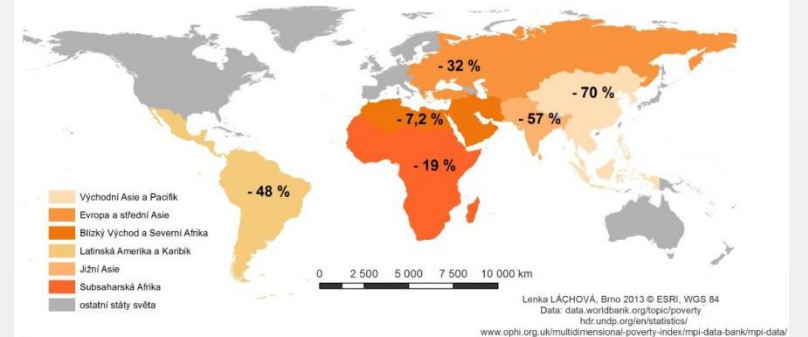 - 32 %
- 70 %
- 7,2 %
- 57 %
- 19 %
- 48 %
Východní Asie a Pacifik
Evropa a střední Asie
Blízký Východ a Severní Afrika
Latinská Amerika a Karibik
Jižní Asie
Subsaharská Afrika
ostatní státy světa
0 2 500 5 000 7 500 10 000 km
Lenka LÁCHOVÁ, Brno 2013 © ESRI, WGS 84
Data: data.worldbank.org/topic/poverty
hdr.undp.org/en/statistics/
www.ophi.org.uk/multidimensional-poverty-index/mpi-data-bank/mpi-data/